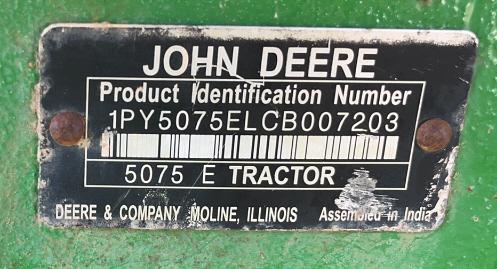 JOHN DEERE
Product Identification Number
1PY5075ELCB007203
5075 E TRACTOR
DEERE & COMPANY MOLINE, ILLINOIS Assembled in India